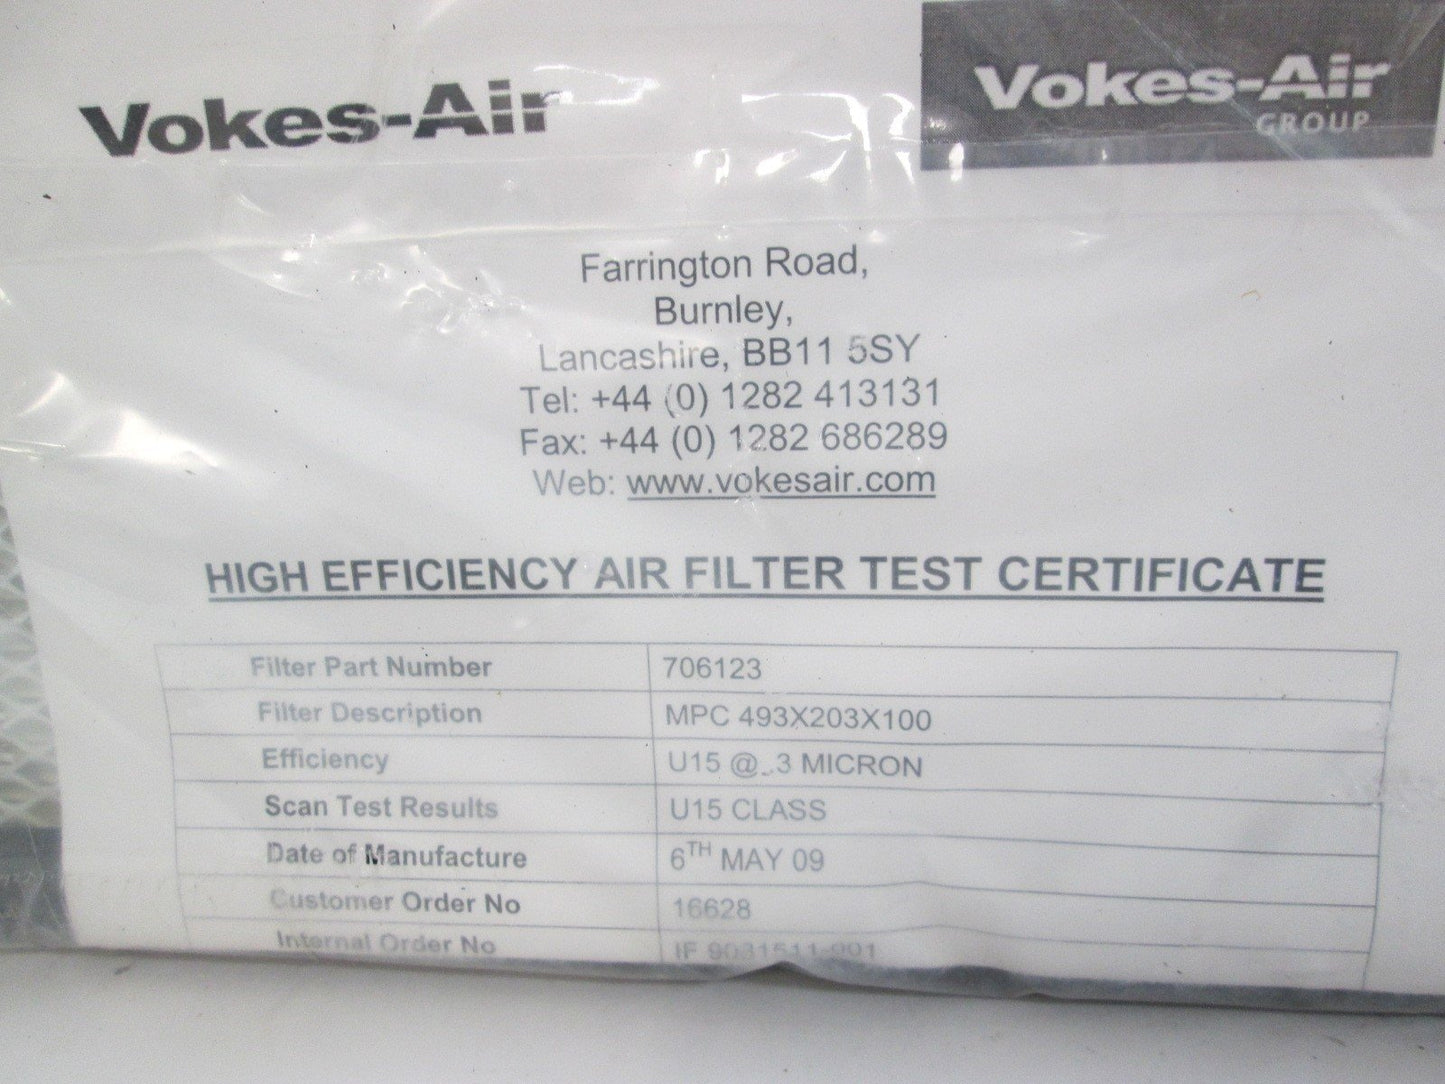 Vokes-Air
Vokes-Air
GROUP
Farrington Road,
Burnley,
Lancashire, BB11 5SY
Tel: +44 (0) 1282 413131
Fax: +44 (0) 1282 686289
Web: www.vokesair.com
HIGH EFFICIENCY AIR FILTER TEST CERTIFICATE
Filter Part Number 706123
Filter Description MPC 493X203X100
Efficiency U15 @ .3 MICRON
Scan Test Results U15 CLASS
Date of Manufacture 6TH MAY 09
Customer Order No 16628
Internal Order No IF 9031511-001